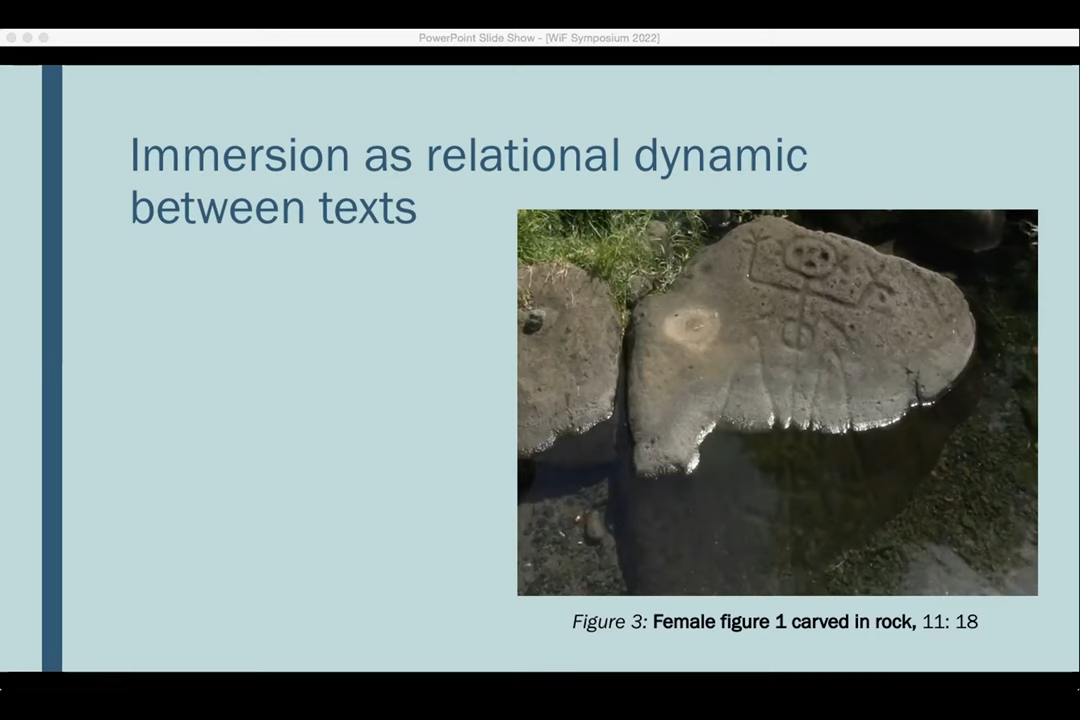 PowerPoint Slide Show - [WiF Symposium 2022]
Immersion as relational dynamic
between texts
Figure 3: Female figure 1 carved in rock, 11: 18